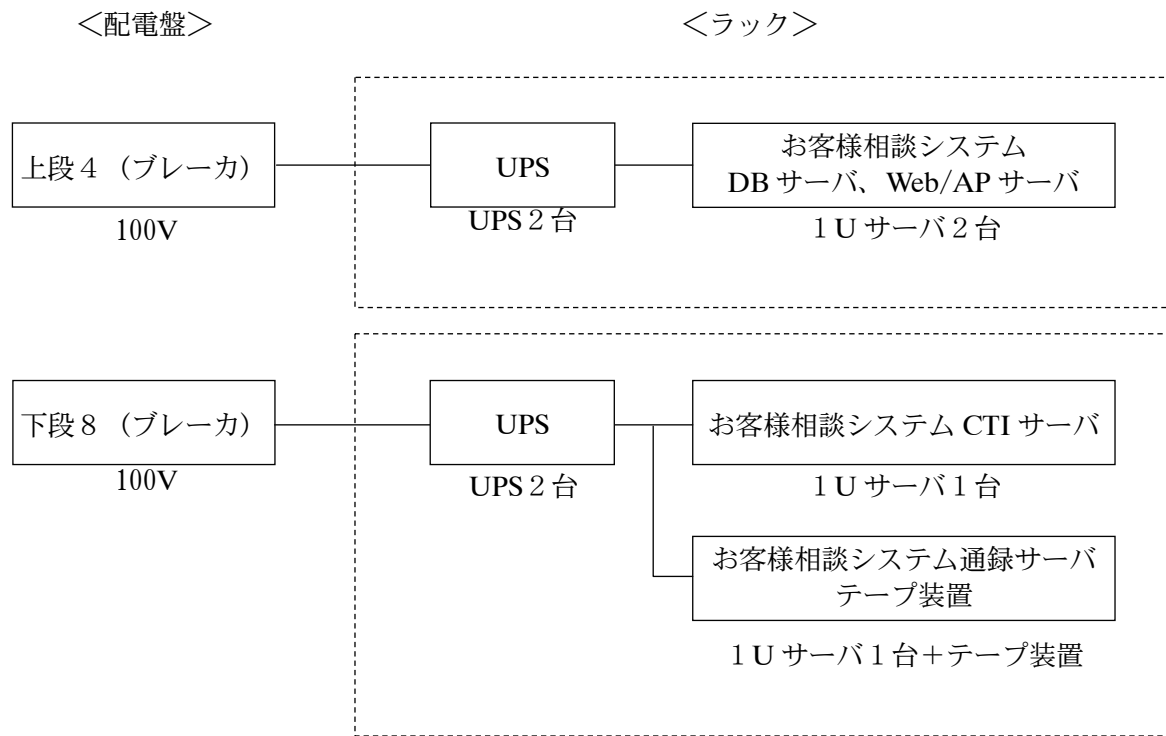 ＜配電盤＞
＜ラック＞
上段４（ブレーカ）
100V
UPS
UPS２台
お客様相談システム
DB サーバ、Web/AP サーバ
１U サーバ２台
下段８（ブレーカ）
100V
UPS
UPS２台
お客様相談システム CTI サーバ
１U サーバ１台
お客様相談システム通録サーバ
テープ装置
１U サーバ１台＋テープ装置